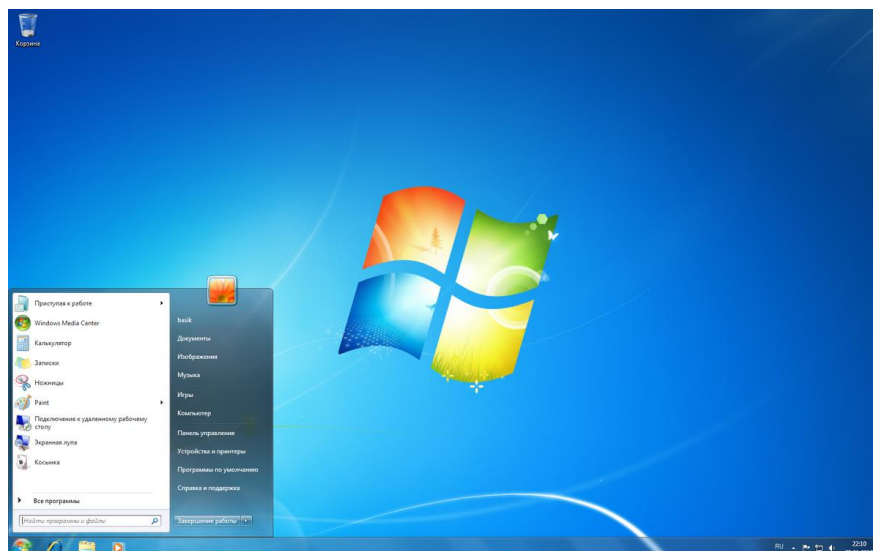 Корзина
Приступая к работе
Windows Media Center
Калькулятор
Записки
Ножницы
Paint
Подключение к удаленному рабочему
столу
Экранная лупа
Косынка
Все программы
Найти программы и файлы
basik
Документы
Изображения
Музыка
Игры
Компьютер
Панель управления
Устройства и принтеры
Программы по умолчанию
Справка и поддержка
Завершение работы
RU
22:10